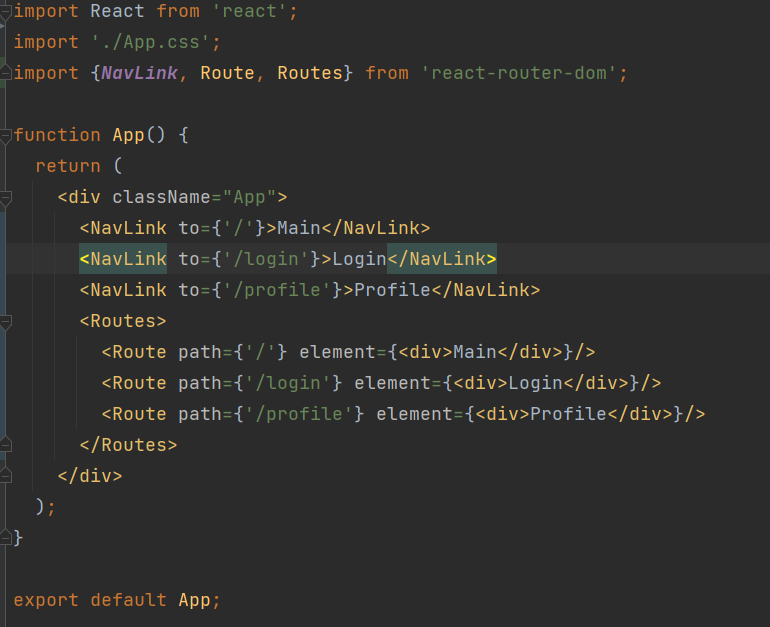 import React from 'react';
import './App.css';
import {NavLink, Route, Routes} from 'react-router-dom';
function App() {
  return (
    <div className="App">
      <NavLink to={'/'}>Main</NavLink>
      <NavLink to={'/login'}>Login</NavLink>
      <NavLink to={'/profile'}>Profile</NavLink>
      <Routes>
        <Route path={'/'} element={<div>Main</div>}/>
        <Route path={'/login'} element={<div>Login</div>}/>
        <Route path={'/profile'} element={<div>Profile</div>}/>
      </Routes>
    </div>
  );
}
export default App;